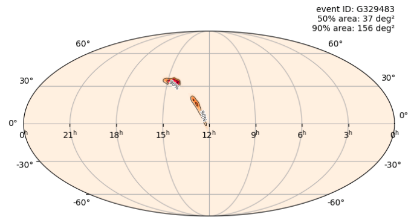 event ID: G329483
50% area: 37 deg²
90% area: 156 deg²
60° 60°
30° 30°
0° 0°
0ʰ 21ʰ 18ʰ 15ʰ 12ʰ 9ʰ 6ʰ 3ʰ 0ʰ
-30° -30°
-60° -60°